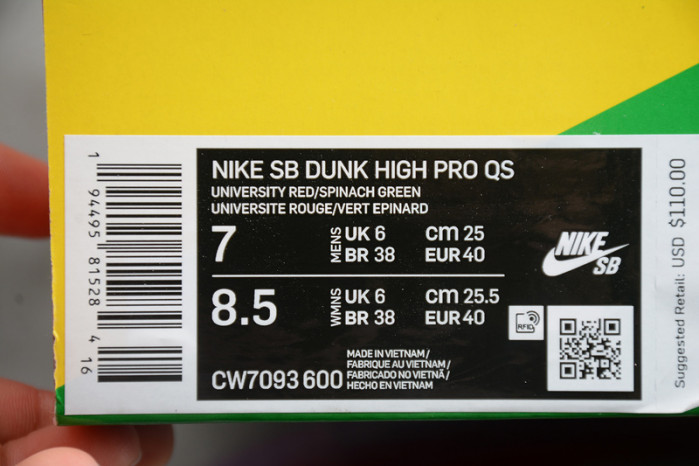 NIKE SB DUNK HIGH PRO QS
UNIVERSITY RED/SPINACH GREEN
UNIVERSITE ROUGE/VERT EPINARD
7 MENS UK 6 cm 25
BR 38 EUR 40
8.5 WMNS UK 6 cm 25.5
BR 38 EUR 40
CW7093 600
MADE IN VIETNAM/
FABRIQUE AU VIETNAM/
FABRICADO NO VIETNÃ/
HECHO EN VIETNAM
NIKE
SB
RFID
1 94495 81528 4 16
Suggested Retail: USD $110.00